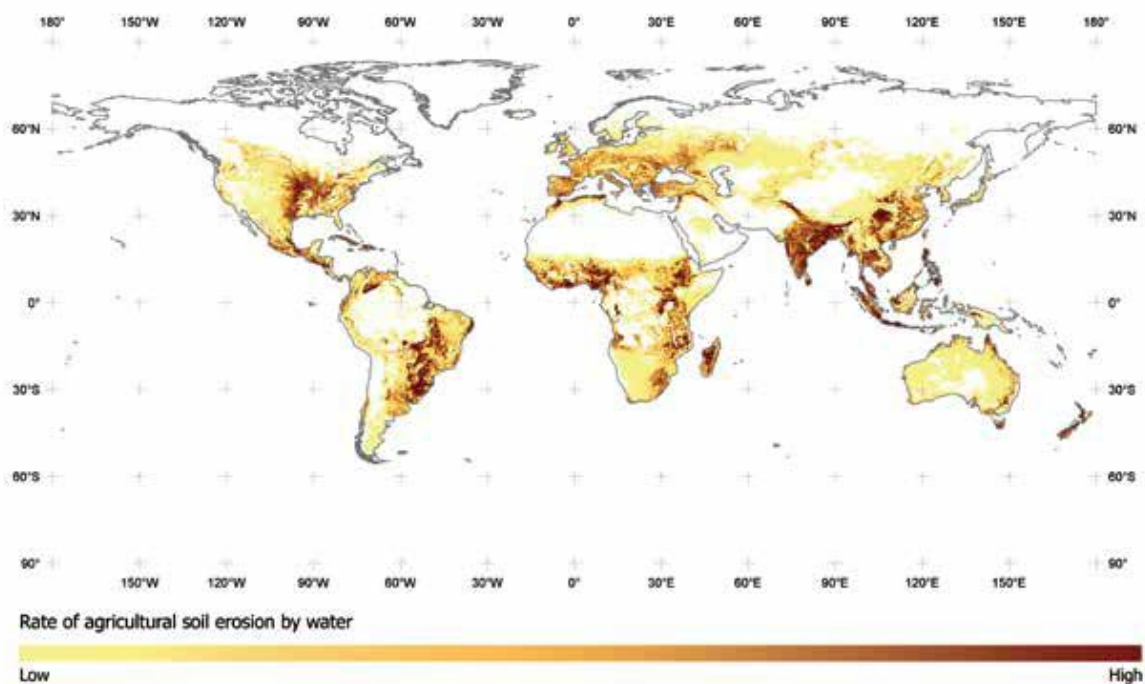 180° 150°W 120°W 90°W 60°W 30°W 0° 30°E 60°E 90°E 120°E 150°E 180°
60°N 60°N
30°N 30°N
0° 0°
30°S 30°S
60°S 60°S
90° 90°
150°W 120°W 90°W 60°W 30°W 0° 30°E 60°E 90°E 120°E 150°E
Rate of agricultural soil erosion by water
Low High